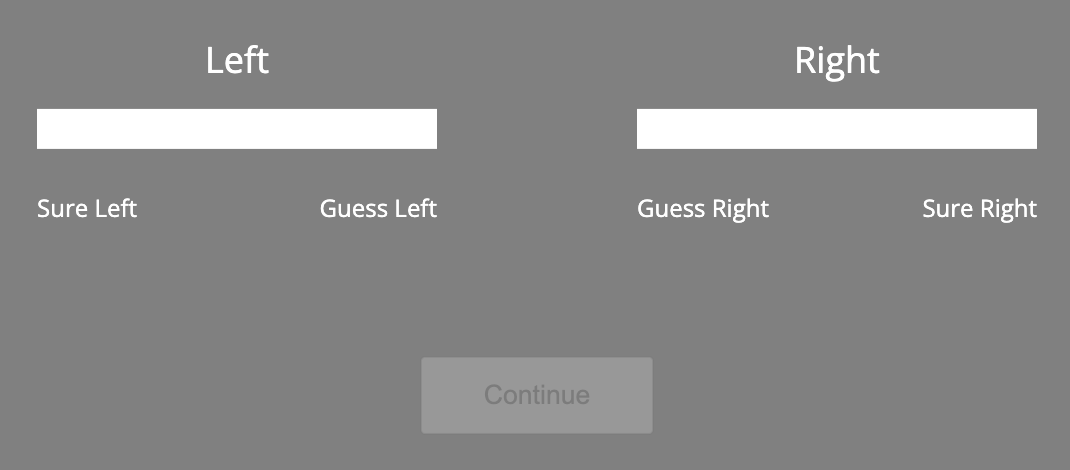 Left
Right
Sure Left
Guess Left
Guess Right
Sure Right
Continue